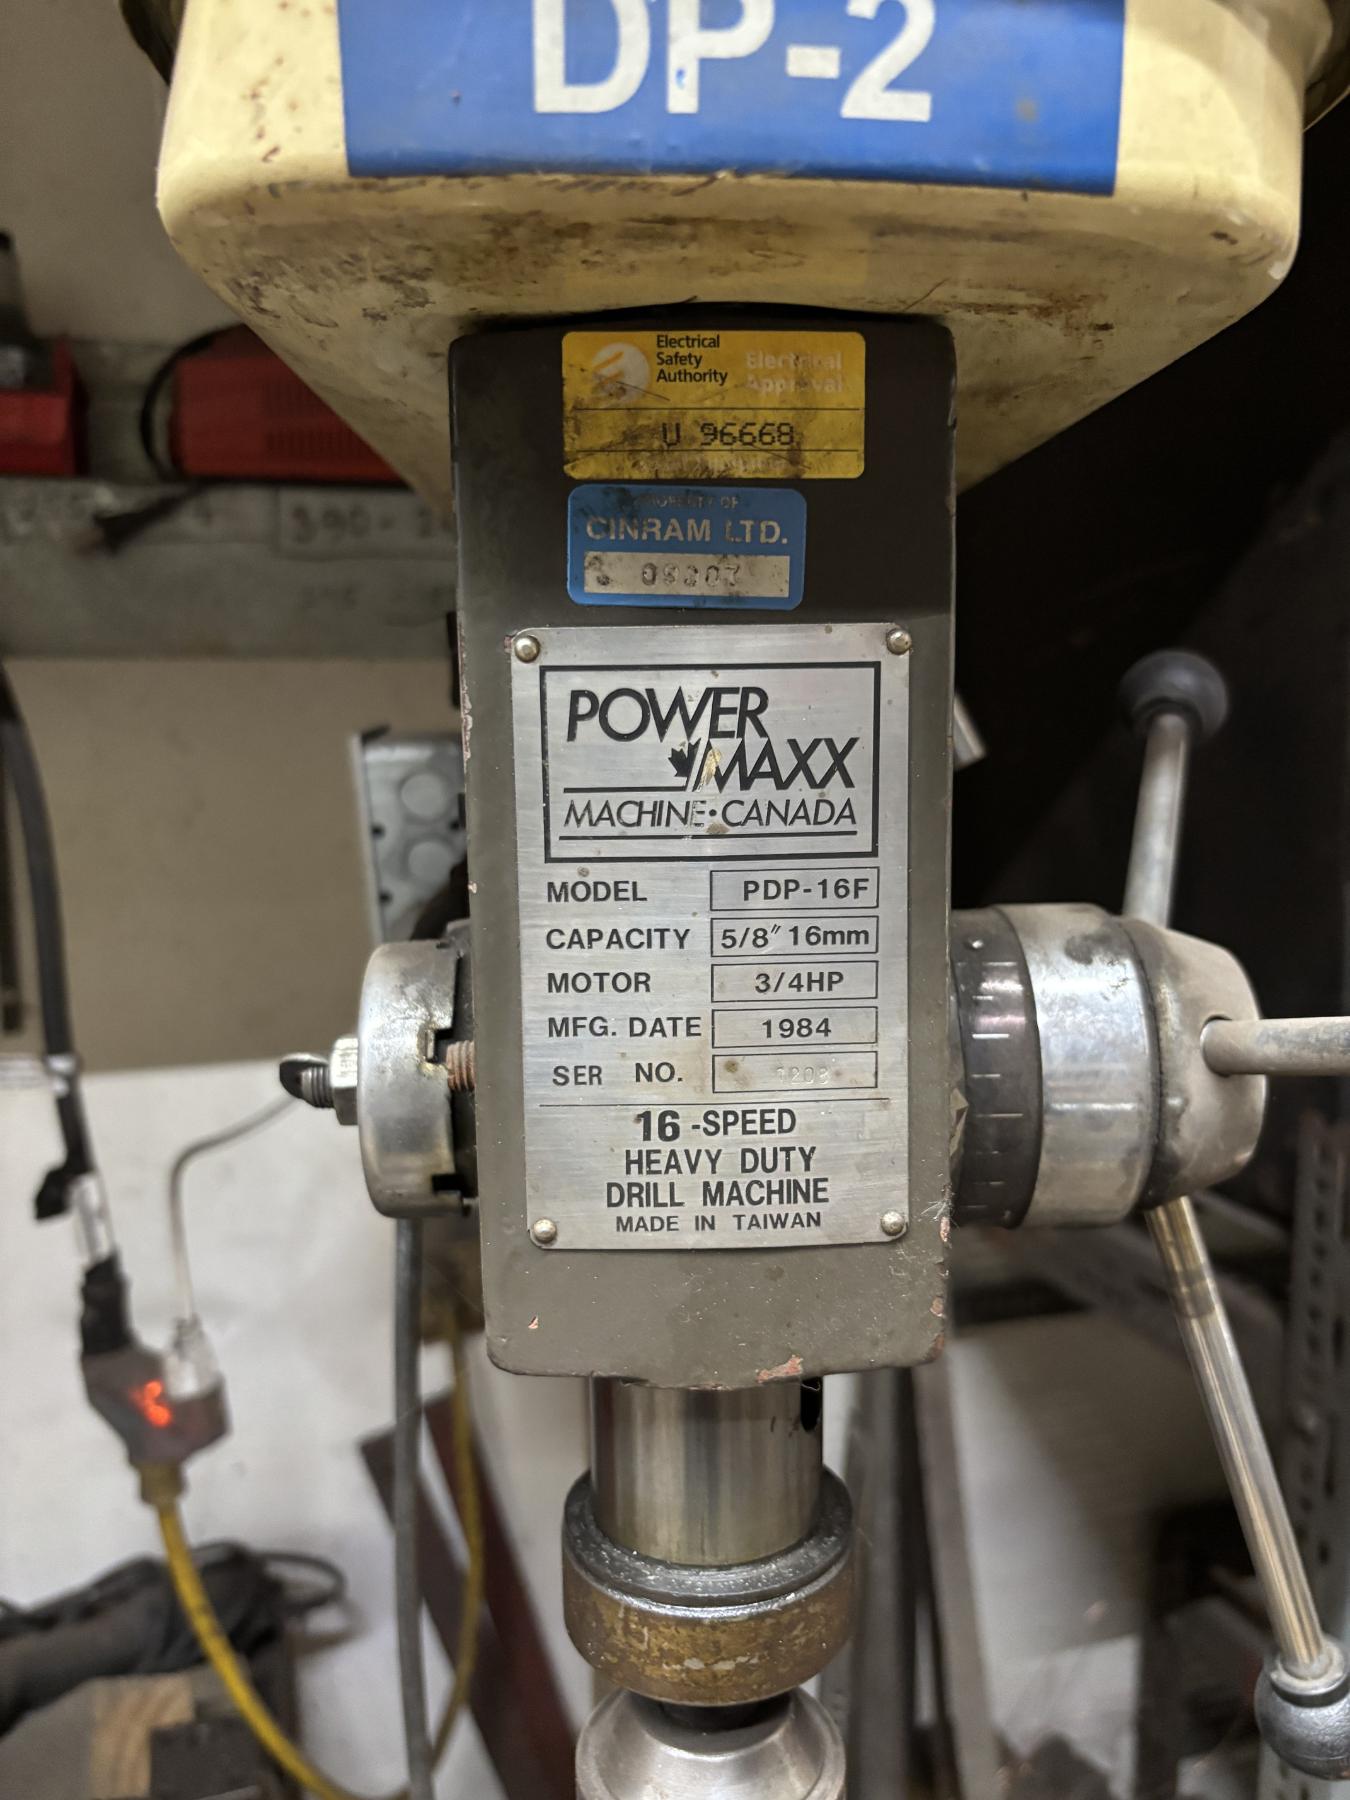 DP-2
Electrical
Safety
Authority
Electrical
Approval
U 96668
PROPERTY OF
CINRAM LTD.
POWER
MAXX
MACHINE•CANADA
MODEL PDP-16F
CAPACITY 5/8" 16mm
MOTOR 3/4HP
MFG. DATE 1984
SER NO.
16-SPEED
HEAVY DUTY
DRILL MACHINE
MADE IN TAIWAN